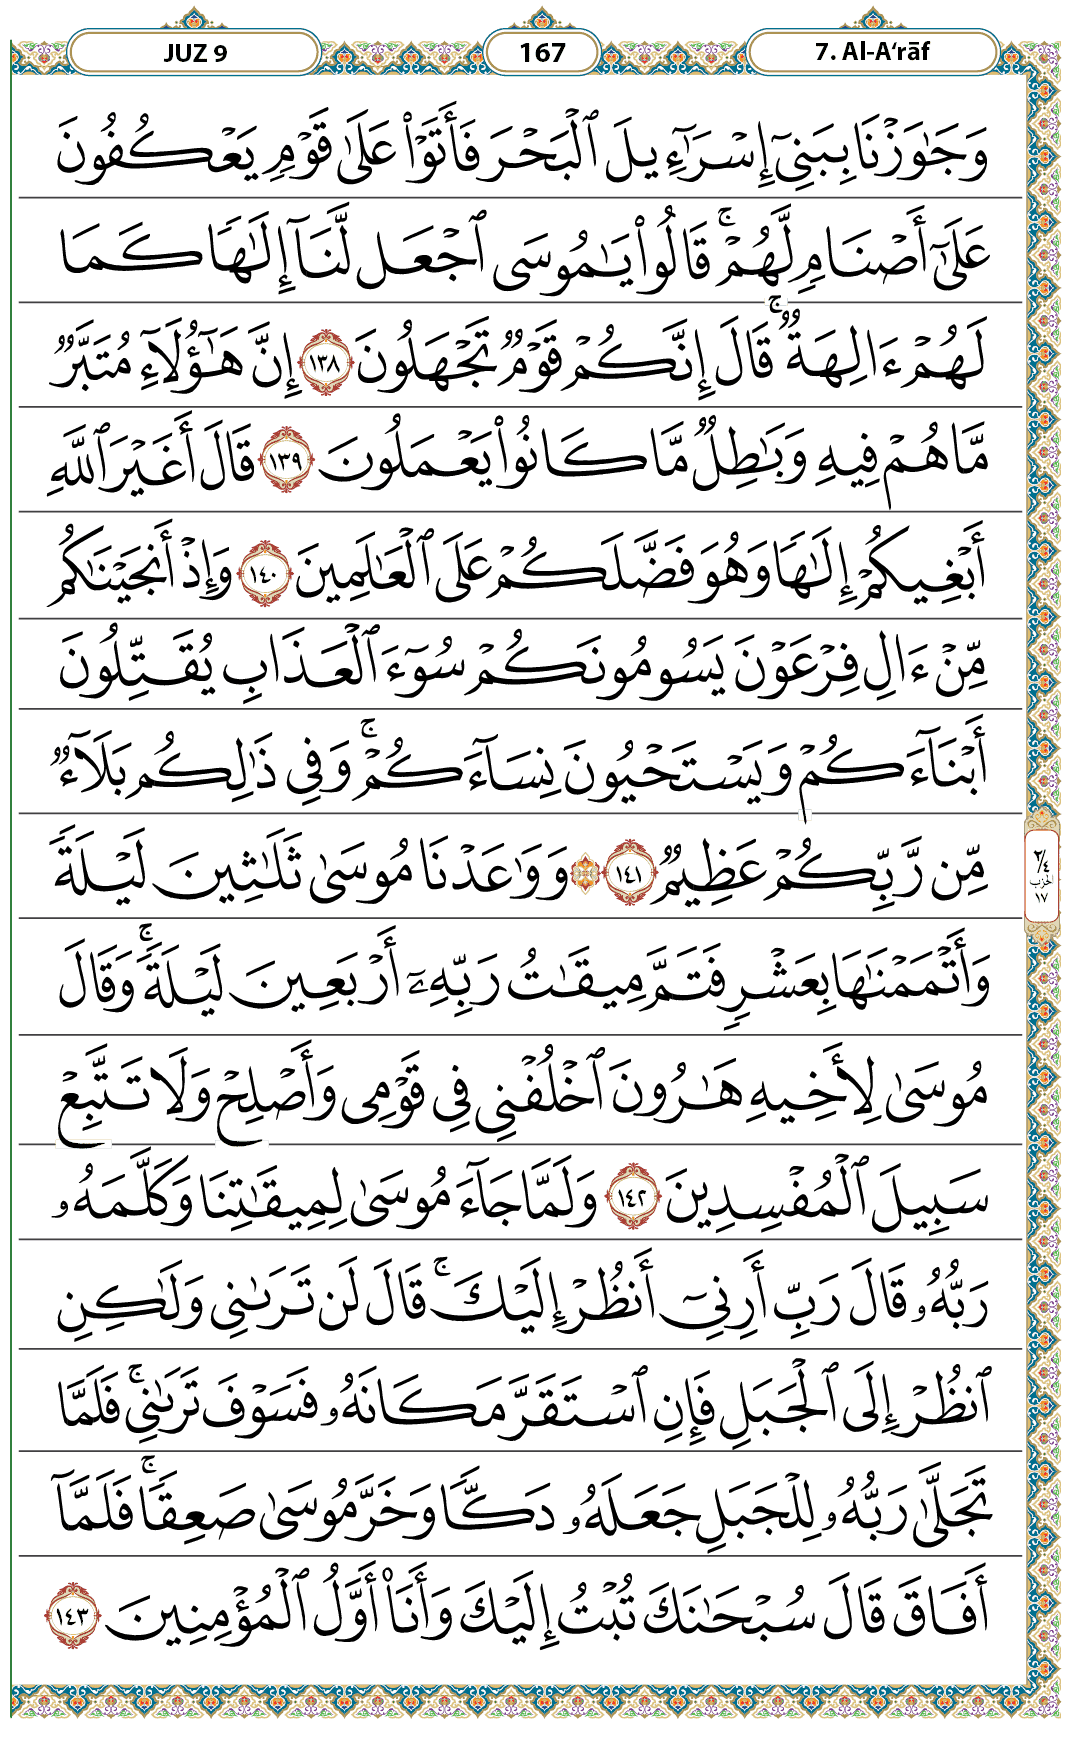 JUZ 9
167
7. Al-A‘rāf
وَجَٰوَزْنَا بِبَنِىٓ إِسْرَٰٓءِيلَ ٱلْبَحْرَ فَأَتَوْا۟ عَلَىٰ قَوْمٍ يَعْكُفُونَ
عَلَىٰٓ أَصْنَامٍ لَّهُمْ ۚ قَالُوا۟ يَٰمُوسَى ٱجْعَل لَّنَآ إِلَٰهًا كَمَا
لَهُمْ ءَالِهَةٌ ۚ قَالَ إِنَّكُمْ قَوْمٌ تَجْهَلُونَ ١٣٨ إِنَّ هَٰٓؤُلَآءِ مُتَبَّرٌ
مَّا هُمْ فِيهِ وَبَٰطِلٌ مَّا كَانُوا۟ يَعْمَلُونَ ١٣٩ قَالَ أَغَيْرَ ٱللَّهِ
أَبْغِيكُمْ إِلَٰهًا وَهُوَ فَضَّلَكُمْ عَلَى ٱلْعَٰلَمِينَ ١٤٠ وَإِذْ أَنجَيْنَٰكُم
مِّنْ ءَالِ فِرْعَوْنَ يَسُومُونَكُمْ سُوٓءَ ٱلْعَذَابِ يُقَتِّلُونَ
أَبْنَآءَكُمْ وَيَسْتَحْيُونَ نِسَآءَكُمْ ۚ وَفِى ذَٰلِكُم بَلَآءٌ
مِّن رَّبِّكُمْ عَظِيمٌ ١٤١ ۞ وَوَٰعَدْنَا مُوسَىٰ ثَلَٰثِينَ لَيْلَةً
٢/٤
الحزب
١٧
وَأَتْمَمْنَٰهَا بِعَشْرٍ فَتَمَّ مِيقَٰتُ رَبِّهِۦٓ أَرْبَعِينَ لَيْلَةً ۚ وَقَالَ
مُوسَىٰ لِأَخِيهِ هَٰرُونَ ٱخْلُفْنِى فِى قَوْمِى وَأَصْلِحْ وَلَا تَتَّبِعْ
سَبِيلَ ٱلْمُفْسِدِينَ ١٤٢ وَلَمَّا جَآءَ مُوسَىٰ لِمِيقَٰتِنَا وَكَلَّمَهُۥ
رَبُّهُۥ قَالَ رَبِّ أَرِنِىٓ أَنظُرْ إِلَيْكَ ۚ قَالَ لَن تَرَىٰنِى وَلَٰكِنِ
ٱنظُرْ إِلَى ٱلْجَبَلِ فَإِنِ ٱسْتَقَرَّ مَكَانَهُۥ فَسَوْفَ تَرَىٰنِى ۚ فَلَمَّا
تَجَلَّىٰ رَبُّهُۥ لِلْجَبَلِ جَعَلَهُۥ دَكًّا وَخَرَّ مُوسَىٰ صَعِقًا ۚ فَلَمَّآ
أَفَاقَ قَالَ سُبْحَٰنَكَ تُبْتُ إِلَيْكَ وَأَنَا۠ أَوَّلُ ٱلْمُؤْمِنِينَ ١٤٣